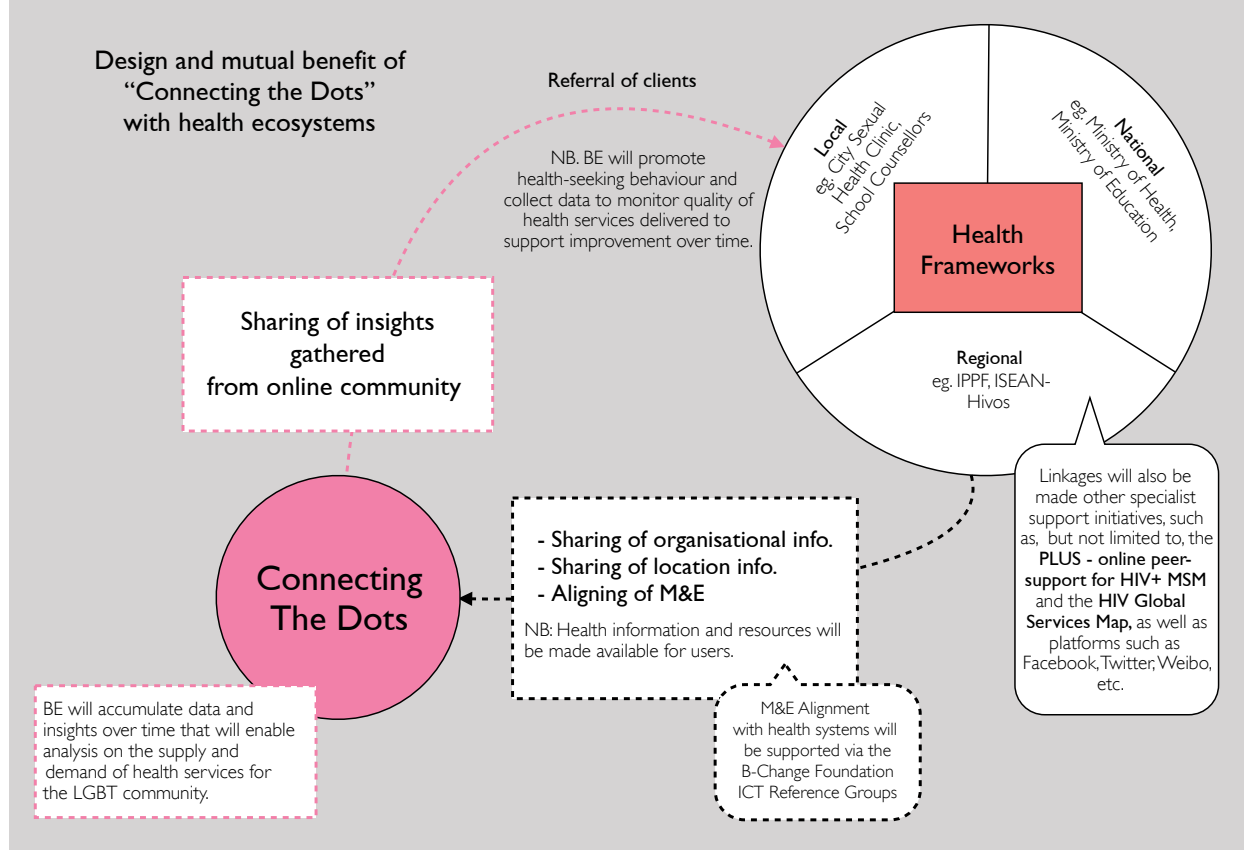 Design and mutual benefit of
“Connecting the Dots”
with health ecosystems
Referral of clients
NB. BE will promote
health-seeking behaviour and
collect data to monitor quality of
health services delivered to
support improvement over time.
Local
eg. City Sexual
Health Clinic,
School Counsellors
National
eg. Ministry of Health,
Ministry of Education
Health
Frameworks
Regional
eg. IPPF, ISEAN-
Hivos
Sharing of insights
gathered
from online community
Linkages will also be
made other specialist
support initiatives, such
as, but not limited to, the
PLUS - online peer-
support for HIV+ MSM
and the HIV Global
Services Map, as well as
platforms such as
Facebook, Twitter, Weibo,
etc.
- Sharing of organisational info.
- Sharing of location info.
- Aligning of M&E
NB: Health information and resources will
be made available for users.
Connecting
The Dots
BE will accumulate data and
insights over time that will enable
analysis on the supply and
demand of health services for
the LGBT community.
M&E Alignment
with health systems will
be supported via the
B-Change Foundation
ICT Reference Groups